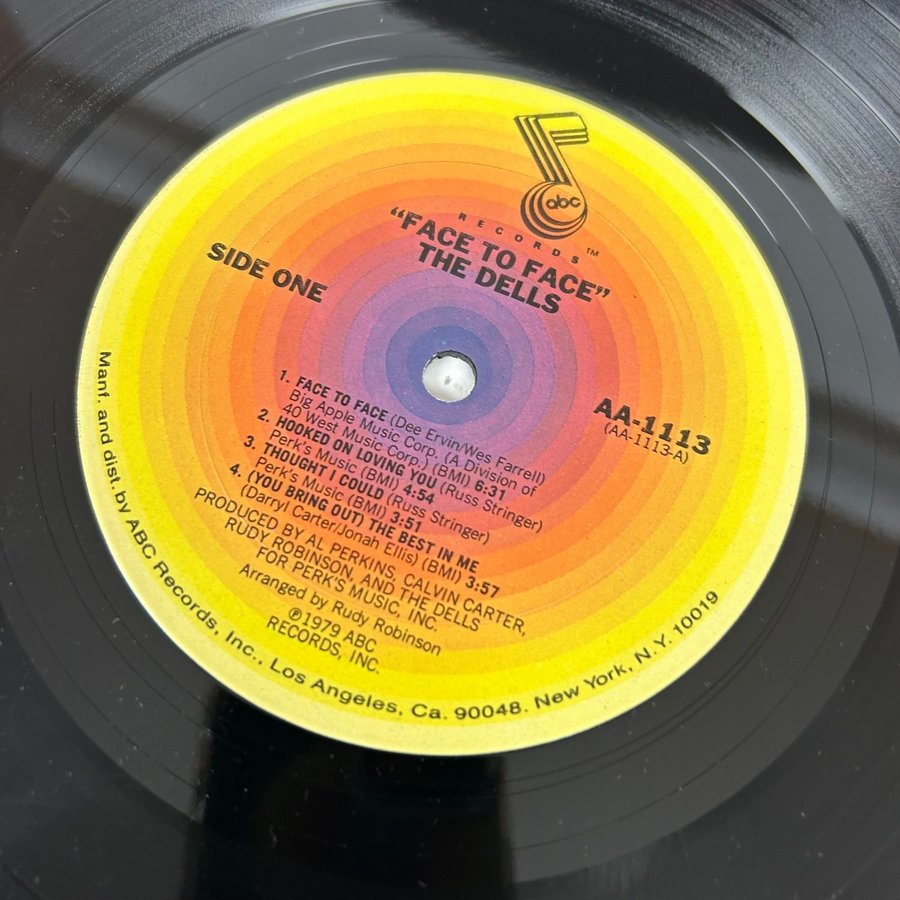 abc
RECORDS™
“FACE TO FACE”
THE DELLS
SIDE ONE
AA-1113
(AA-1113-A)
1. FACE TO FACE (Dee Ervin/Wes Farrell)
Big Apple Music Corp. (A Division of
40 West Music Corp.) (BMI) 6:31
2. HOOKED ON LOVING YOU (Russ Stringer)
Perk's Music (BMI) 4:54
3. THOUGHT I COULD (Russ Stringer)
Perk's Music (BMI) 3:51
4. (YOU BRING OUT) THE BEST IN ME
(Daryl Carter/Jonah Ellis) (BMI) 3:57
PRODUCED BY AL PERKINS, CALVIN CARTER,
RUDY ROBINSON, AND THE DELLS
FOR PERK'S MUSIC, INC.
Arranged by Rudy Robinson
℗1979 ABC
RECORDS, INC.
Manf. and dist. by ABC Records, Inc., Los Angeles, Ca. 90048. New York, N.Y. 10019